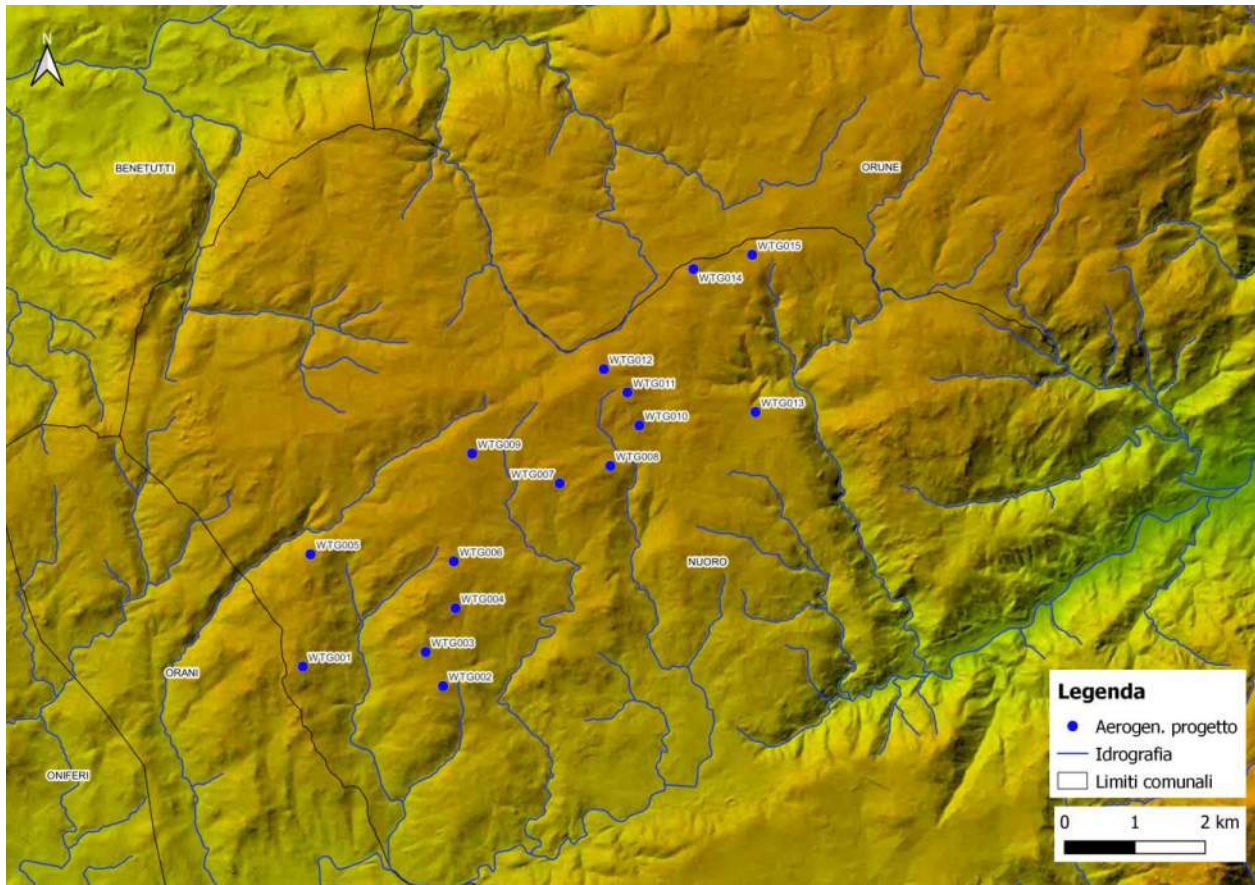 N
BENETUTTI
ORUNE
WTG015
WTG014
WTG012
WTG011
WTG013
WTG010
WTG009
WTG008
WTG007
WTG005
WTG006
NUORO
WTG004
WTG003
WTG001
ORANI
WTG002
ONIFERI
Legenda
Aerogen. progetto
Idrografia
Limiti comunali
0 1 2 km